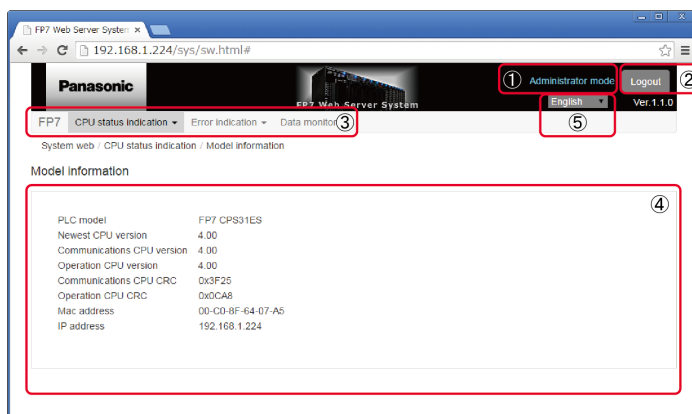 FP7 Web Server System ×
192.168.1.224/sys/sw.html#
Panasonic
FP7 Web Server System
① Administrator mode
Logout ②
English
Ver.1.1.0
FP7 CPU status indication Error indication Data monitor ③
⑤
System web / CPU status indication / Model information
Model information
④
PLC model FP7 CPS31ES
Newest CPU version 4.00
Communications CPU version 4.00
Operation CPU version 4.00
Communications CPU CRC 0x3F25
Operation CPU CRC 0x0CA8
Mac address 00-C0-8F-64-07-A5
IP address 192.168.1.224